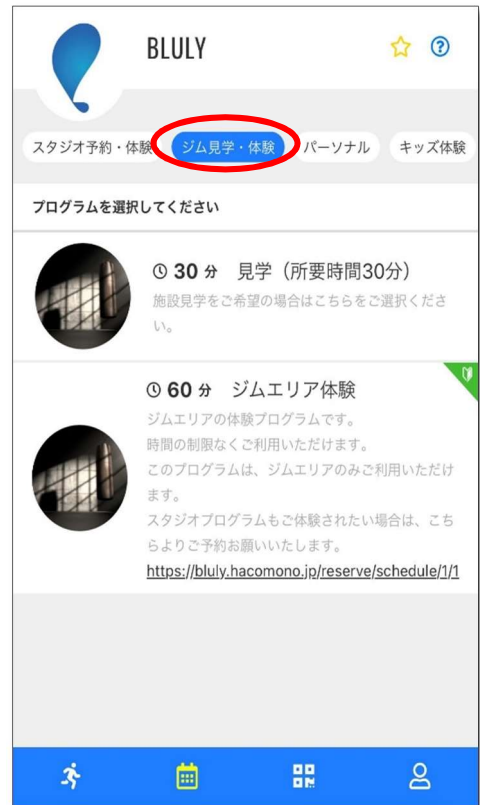 BLULY
スタジオ予約・体験 ジム見学・体験 パーソナル キッズ体験
プログラムを選択してください
30 分 見学（所要時間30分）
施設見学をご希望の場合はこちらをご選択くださ
い。
60 分 ジムエリア体験
ジムエリアの体験プログラムです。
時間の制限なくご利用いただけます。
このプログラムは、ジムエリアのみご利用いただけ
ます。
スタジオプログラムもご体験されたい場合は、こち
らよりご予約お願いいたします。
https://bluly.hacomono.jp/reserve/schedule/1/1